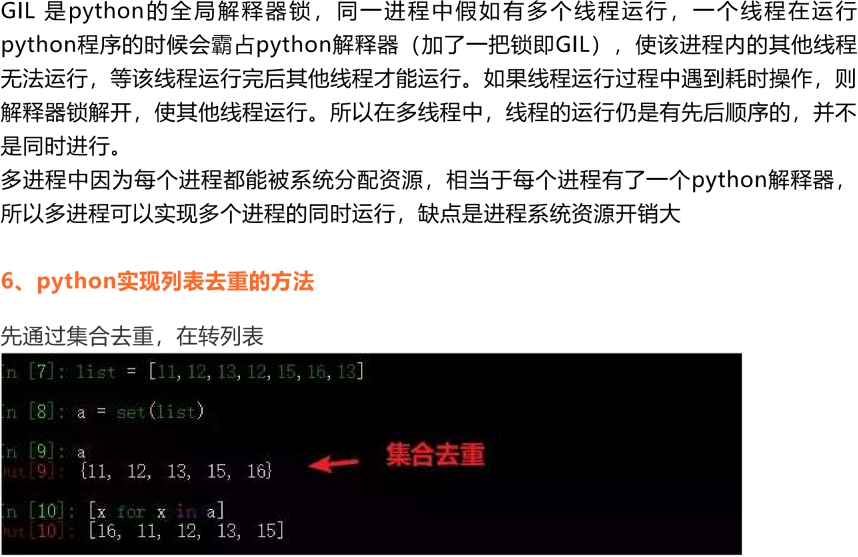 GIL 是python的全局解释器锁，同一进程中假如有多个线程运行，一个线程在运行
python程序的时候会霸占python解释器（加了一把锁即GIL），使该进程内的其他线程
无法运行，等该线程运行完后其他线程才能运行。如果线程运行过程中遇到耗时操作，则
解释器锁解开，使其他线程运行。所以在多线程中，线程的运行仍是有先后顺序的，并不
是同时进行。
多进程中因为每个进程都能被系统分配资源，相当于每个进程有了一个python解释器，
所以多进程可以实现多个进程的同时运行，缺点是进程系统资源开销大
6、python实现列表去重的方法
先通过集合去重，在转列表
n [7]: list = [11,12,13,12,15,16,13]
n [8]: a = set(list)
n [9]: a
ut[9]: {11, 12, 13, 15, 16}
集合去重
n [10]: [x for x in a]
ut[10]: [16, 11, 12, 13, 15]